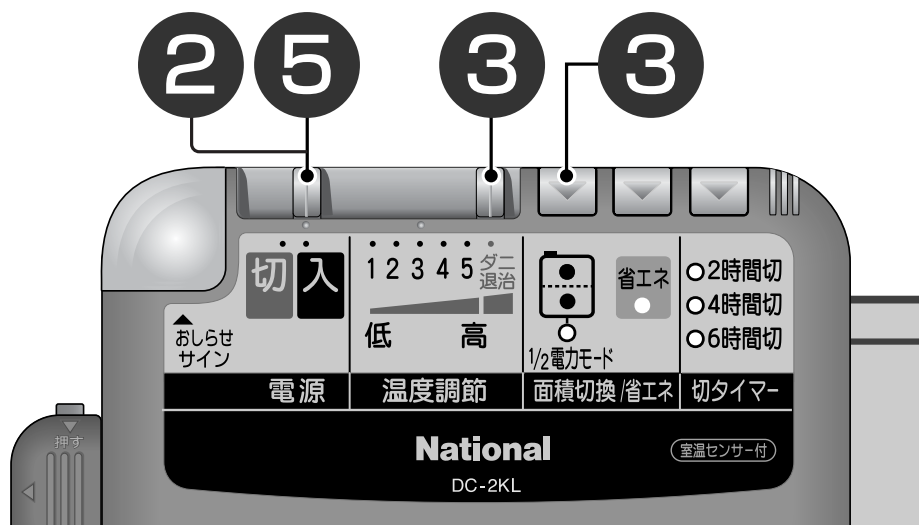 2 5 3 3
切 入
1 2 3 4 5 ダニ退治
低 高
おしらせ
サイン
省エネ
1/2電力モード
2時間切
4時間切
6時間切
電源 温度調節 面積切換/省エネ 切タイマー
押す
National
室温センサー付
DC-2KL